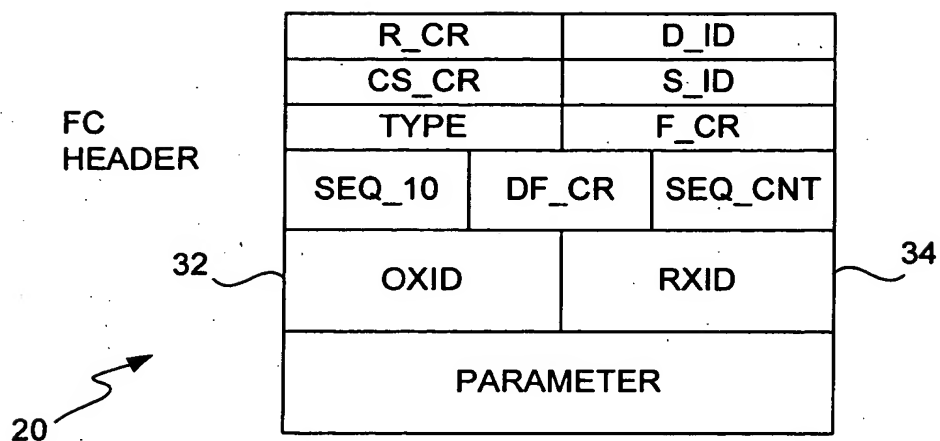 R_CR D_ID
CS_CR S_ID
FC
HEADER
TYPE F_CR
SEQ_10 DF_CR SEQ_CNT
32 OXID RXID 34
PARAMETER
20